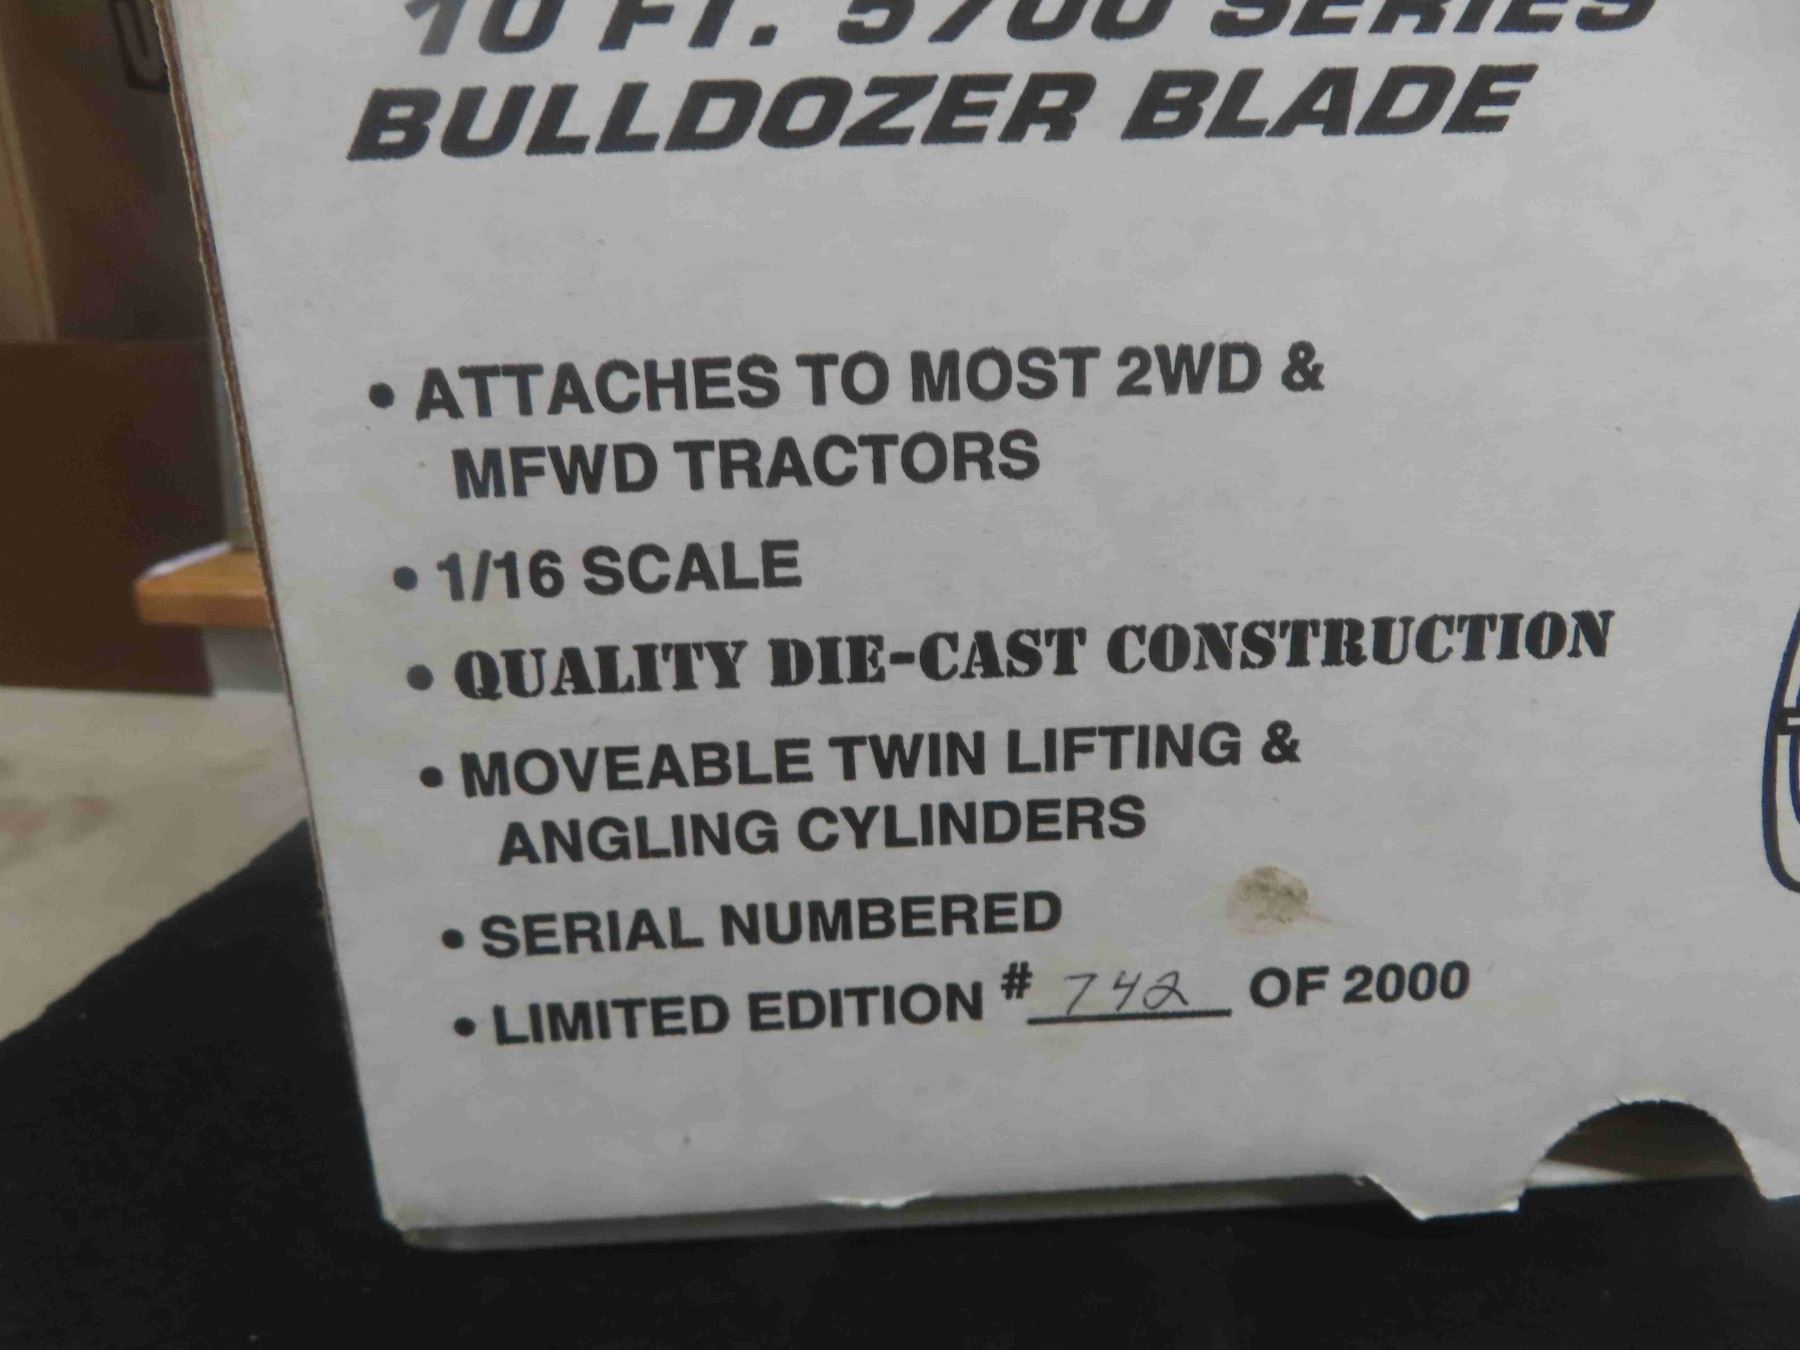 10 FT. 5700 SERIES
BULLDOZER BLADE
• ATTACHES TO MOST 2WD &
MFWD TRACTORS
• 1/16 SCALE
• QUALITY DIE-CAST CONSTRUCTION
• MOVEABLE TWIN LIFTING &
ANGLING CYLINDERS
• SERIAL NUMBERED
• LIMITED EDITION # 742 OF 2000